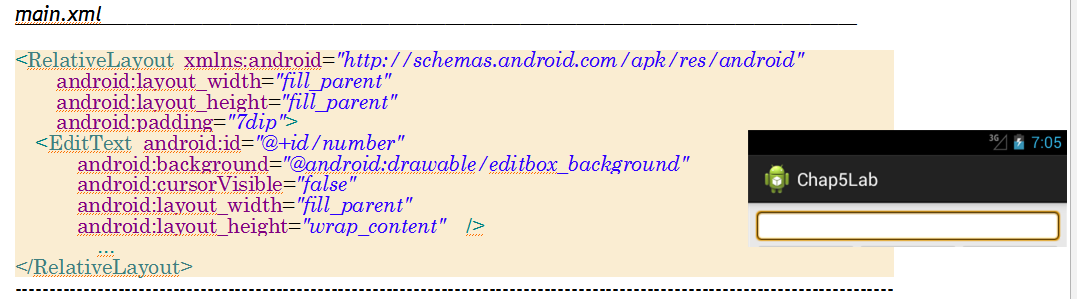 main.xml
<RelativeLayout xmlns:android="http://schemas.android.com/apk/res/android"
android:layout_width="fill_parent"
android:layout_height="fill_parent"
android:padding="7dip">
<EditText android:id="@+id/number"
android:background="@android:drawable/editbox_background"
android:cursorVisible="false"
android:layout_width="fill_parent"
android:layout_height="wrap_content" />
...
</RelativeLayout>
3G 7:05
Chap5Lab